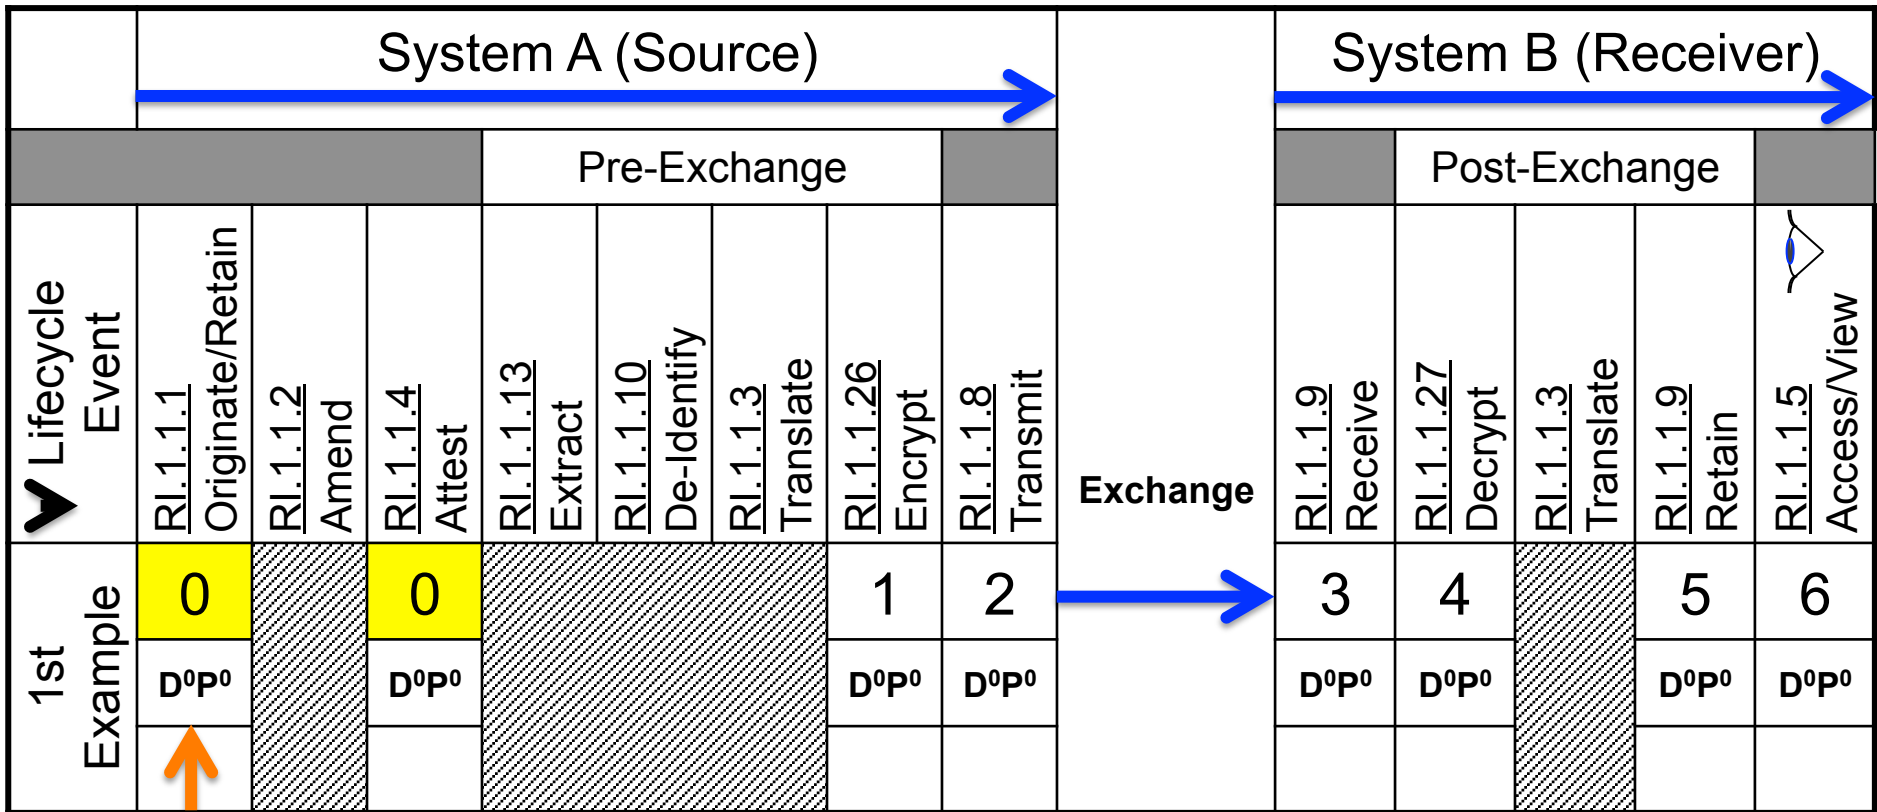 System A (Source)
System B (Receiver)
Pre-Exchange
Post-Exchange
Lifecycle
Event
RI.1.1.1
Originate/Retain
RI.1.1.2
Amend
RI.1.1.4
Attest
RI.1.1.13
Extract
RI.1.1.10
De-Identify
RI.1.1.3
Translate
RI.1.1.26
Encrypt
RI.1.1.8
Transmit
Exchange
RI.1.1.9
Receive
RI.1.1.27
Decrypt
RI.1.1.3
Translate
RI.1.1.9
Retain
RI.1.1.5
Access/View
1st
Example
0
0
1
2
3
4
5
6
D⁰P⁰
D⁰P⁰
D⁰P⁰
D⁰P⁰
D⁰P⁰
D⁰P⁰
D⁰P⁰
D⁰P⁰